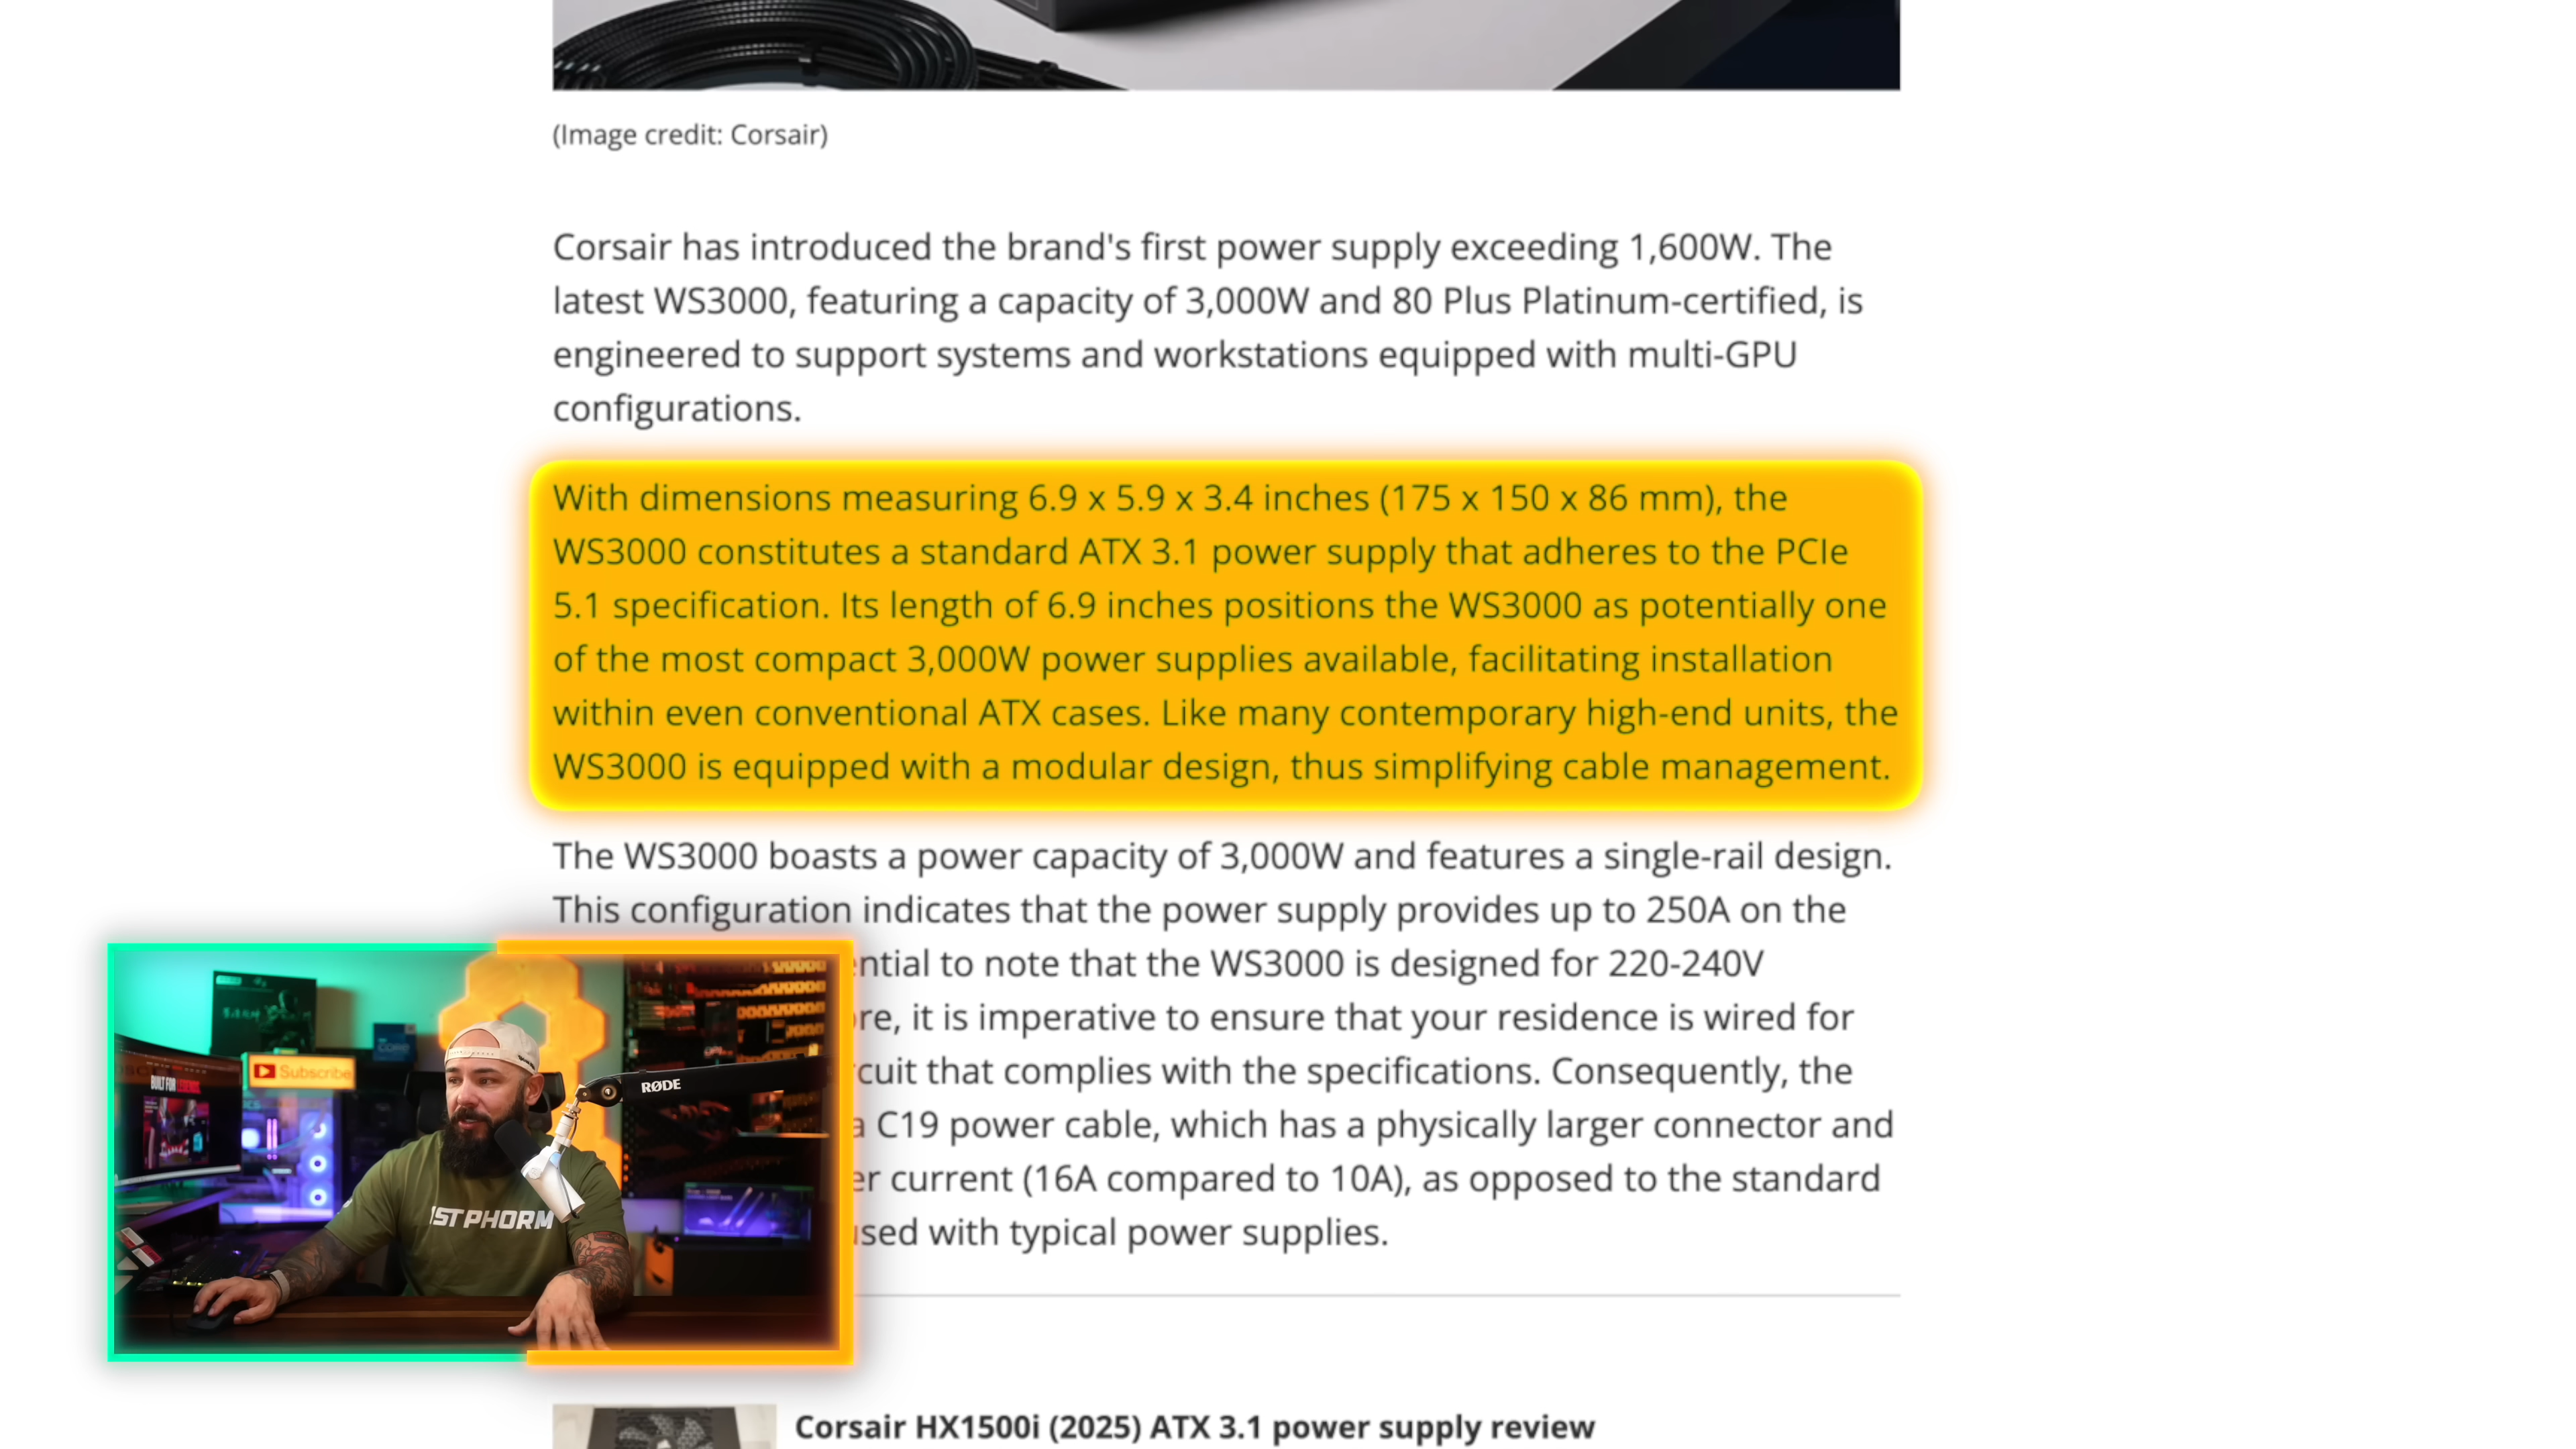 (Image credit: Corsair)
Corsair has introduced the brand's first power supply exceeding 1,600W. The
latest WS3000, featuring a capacity of 3,000W and 80 Plus Platinum-certified, is
engineered to support systems and workstations equipped with multi-GPU
configurations.
With dimensions measuring 6.9 x 5.9 x 3.4 inches (175 x 150 x 86 mm), the
WS3000 constitutes a standard ATX 3.1 power supply that adheres to the PCIe
5.1 specification. Its length of 6.9 inches positions the WS3000 as potentially one
of the most compact 3,000W power supplies available, facilitating installation
within even conventional ATX cases. Like many contemporary high-end units, the
WS3000 is equipped with a modular design, thus simplifying cable management.
The WS3000 boasts a power capacity of 3,000W and features a single-rail design.
This configuration indicates that the power supply provides up to 250A on the
to note that the WS3000 is designed for 220-240V
it is imperative to ensure that your residence is wired for
that complies with the specifications. Consequently, the
a C19 power cable, which has a physically larger connector and
current (16A compared to 10A), as opposed to the standard
used with typical power supplies.
CORE
Subscribe
BUILT FOR LEGENDS
RØDE
1STPHORM
Corsair HX1500i (2025) ATX 3.1 power supply review